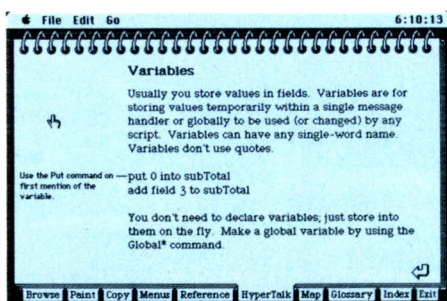 File Edit Go 6:10:13
Variables
Usually you store values in fields. Variables are for
storing values temporarily within a single message
handler or globally to be used (or changed) by any
script. Variables can have any single-word name.
Variables don't use quotes.
Use the Put command on
first mention of the
variable.
put 0 into subTotal
add field 3 to subTotal
You don't need to declare variables; just store into
them on the fly. Make a global variable by using the
Global* command.
Browse Paint Copy Menus Reference HyperTalk Map Glossary Index Exit